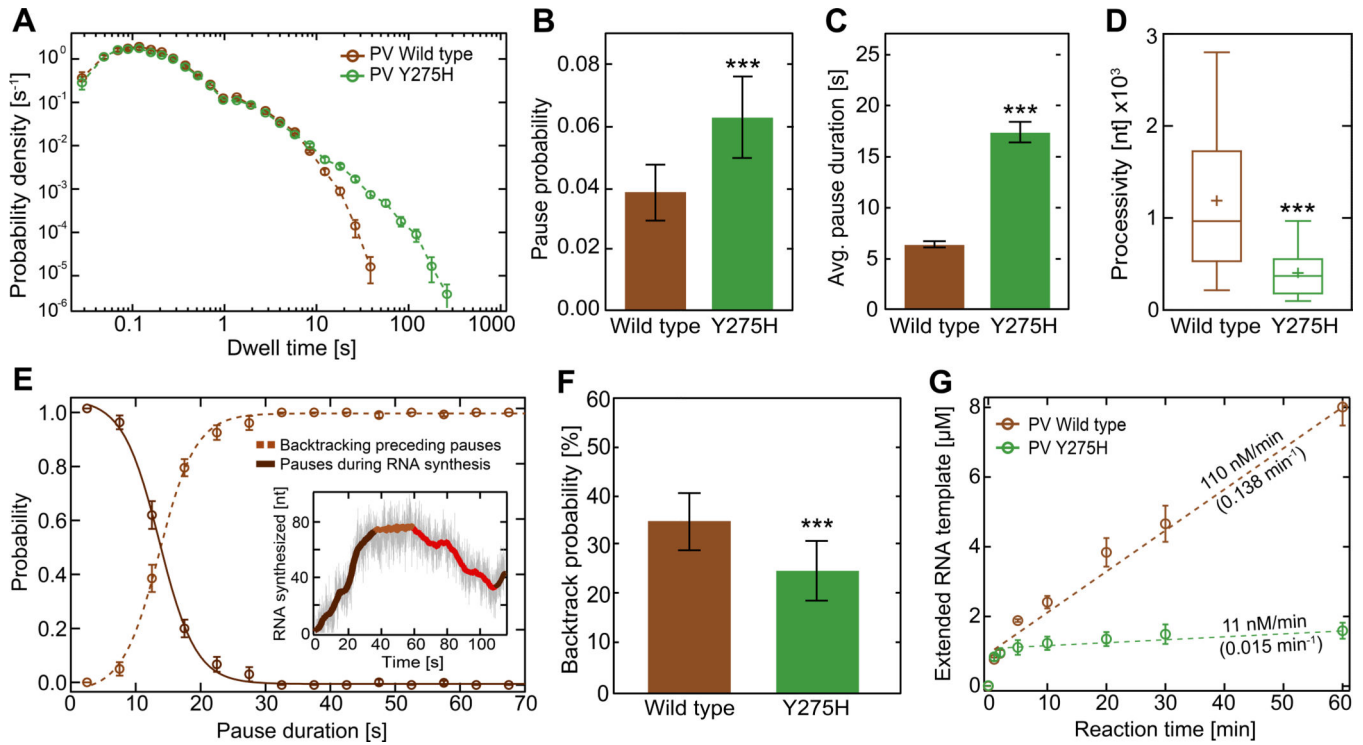 A
Probability density [s⁻¹]
10⁰
10⁻¹
10⁻²
10⁻³
10⁻⁴
10⁻⁵
10⁻⁶
PV Wild type
PV Y275H
0.1
1
10
100
1000
Dwell time [s]
B
Pause probability
0.08
0.06
0.04
0.02
0.00
***
Wild type
Y275H
C
Avg. pause duration [s]
25
20
15
10
5
0
***
Wild type
Y275H
D
Processivity [nt] x10³
3
2
1
0
***
Wild type
Y275H
E
Probability
1.0
0.8
0.6
0.4
0.2
0.0
Backtracking preceding pauses
Pauses during RNA synthesis
RNA synthesized [nt]
80
40
0
0
20
40
60
80
100
Time [s]
0
10
20
30
40
50
60
70
Pause duration [s]
F
Backtrack probability [%]
60
50
40
30
20
10
0
***
Wild type
Y275H
G
Extended RNA template [µM]
8
6
4
2
0
PV Wild type
PV Y275H
110 nM/min
(0.138 min⁻¹)
11 nM/min
(0.015 min⁻¹)
0
10
20
30
40
50
60
Reaction time [min]